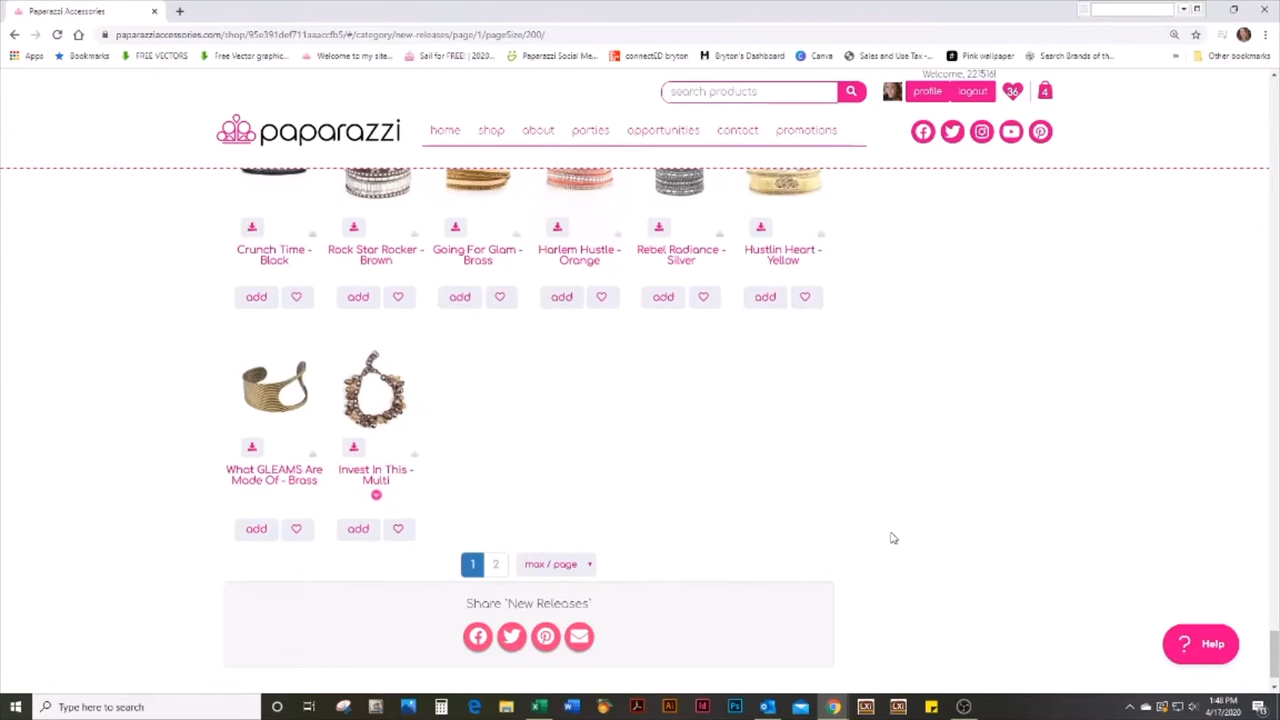 Paparazzi Accessories
paparazziaccessories.com/shop/95e391def711aaaccfb5/#/category/new-releases/page/1/pageSize/200/
Apps Bookmarks FREE VECTORS Free Vector graphic... Welcome to my site... Sail for FREE! | 2020... Paparazzi Social Me... connectED bryton Bryton's Dashboard Canva Sales and Use Tax -... Pink wallpaper Search Brands of th... Other bookmarks
Welcome, 221516!
search products
profile logout 36 4
paparazzi
home shop about parties opportunities contact promotions
Crunch Time - Black
Rock Star Rocker - Brown
Going For Glam - Brass
Harlem Hustle - Orange
Rebel Radiance - Silver
Hustlin Heart - Yellow
add add add add add add
What GLEAMS Are Made Of - Brass
Invest In This - Multi
add add
1 2 max / page
Share "New Releases"
? Help
Type here to search
1:48 PM
4/17/2020